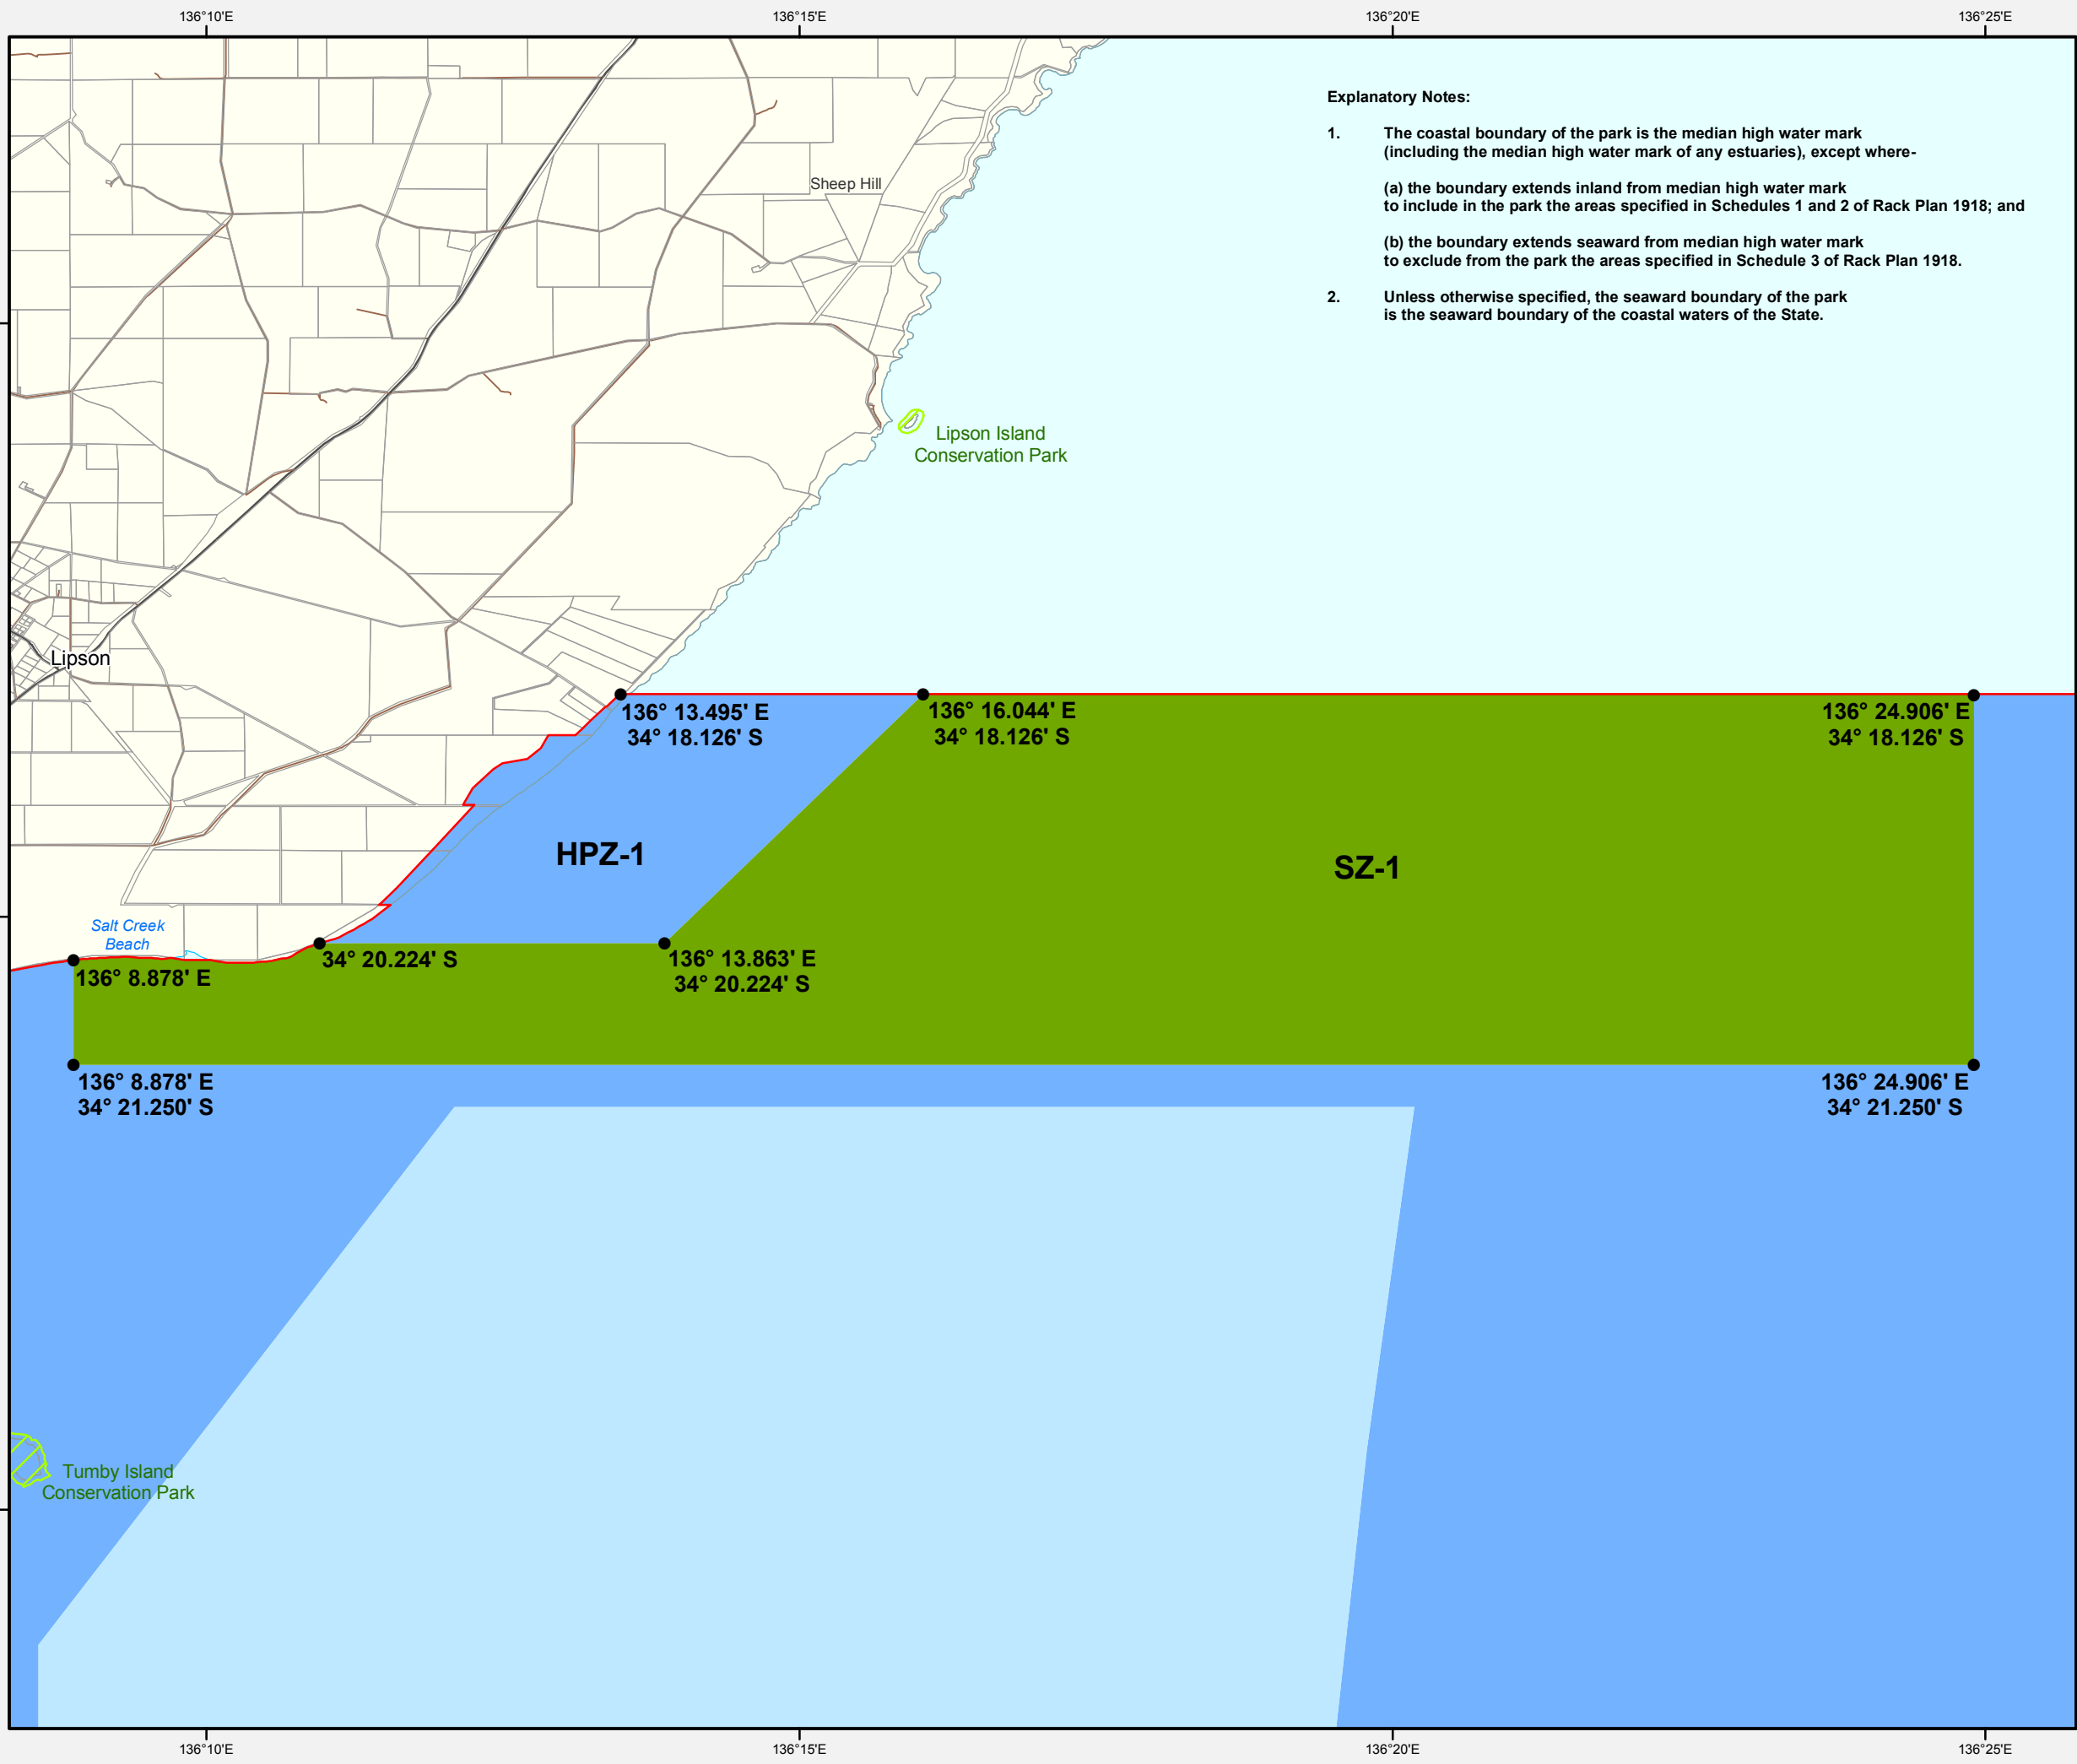 136°10'E
136°15'E
136°20'E
136°25'E
Explanatory Notes:
1. The coastal boundary of the park is the median high water mark
(including the median high water mark of any estuaries), except where-
(a) the boundary extends inland from median high water mark
to include in the park the areas specified in Schedules 1 and 2 of Rack Plan 1918; and
(b) the boundary extends seaward from median high water mark
to exclude from the park the areas specified in Schedule 3 of Rack Plan 1918.
2. Unless otherwise specified, the seaward boundary of the park
is the seaward boundary of the coastal waters of the State.
Sheep Hill
Lipson Island
Conservation Park
Lipson
136° 13.495' E
34° 18.126' S
136° 16.044' E
34° 18.126' S
136° 24.906' E
34° 18.126' S
HPZ-1
SZ-1
Salt Creek
Beach
136° 8.878' E
34° 20.224' S
136° 13.863' E
34° 20.224' S
136° 8.878' E
34° 21.250' S
136° 24.906' E
34° 21.250' S
Tumby Island
Conservation Park
136°10'E
136°15'E
136°20'E
136°25'E